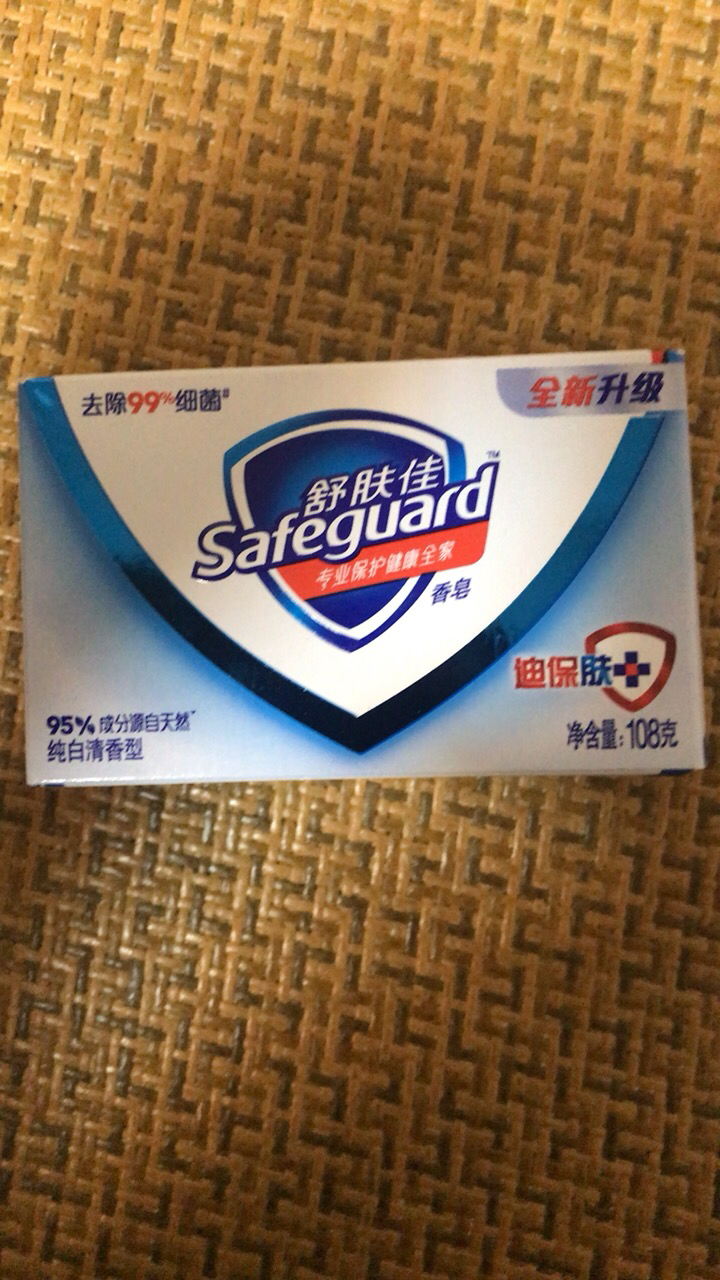 去除99%细菌#
全新升级
舒肤佳
Safeguard™
专业保护健康全家
香皂
迪保肤
95%成分源自天然*
纯白清香型
净含量:108克